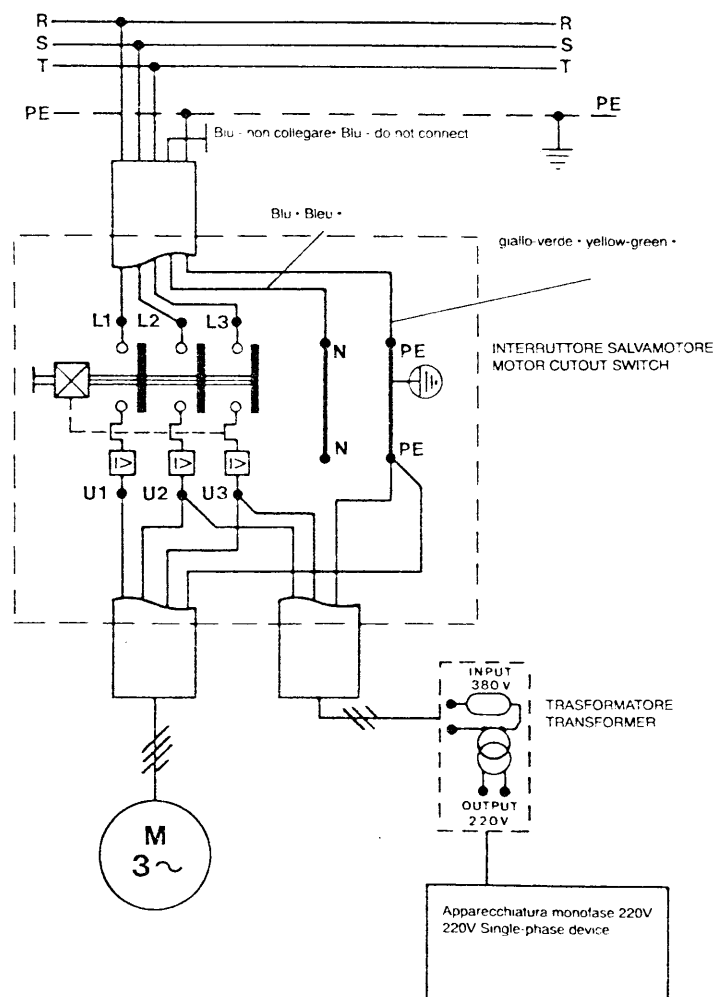 R R
S S
T T
PE PE
Blu - non collegare • Blu - do not connect
Blu • Bleu •
giallo-verde • yellow-green •
L1 L2 L3
N PE
INTERRUTTORE SALVAMOTORE
MOTOR CUTOUT SWITCH
N PE
U1 U2 U3
INPUT
380V
TRASFORMATORE
TRANSFORMER
OUTPUT
220V
M
3~
Apparecchiatura monofase 220V
220V Single-phase device